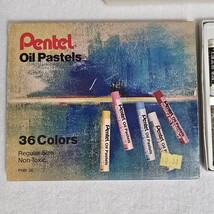 Pentel
Oil Pastels
36 Colors
Regular Size
Non-Toxic